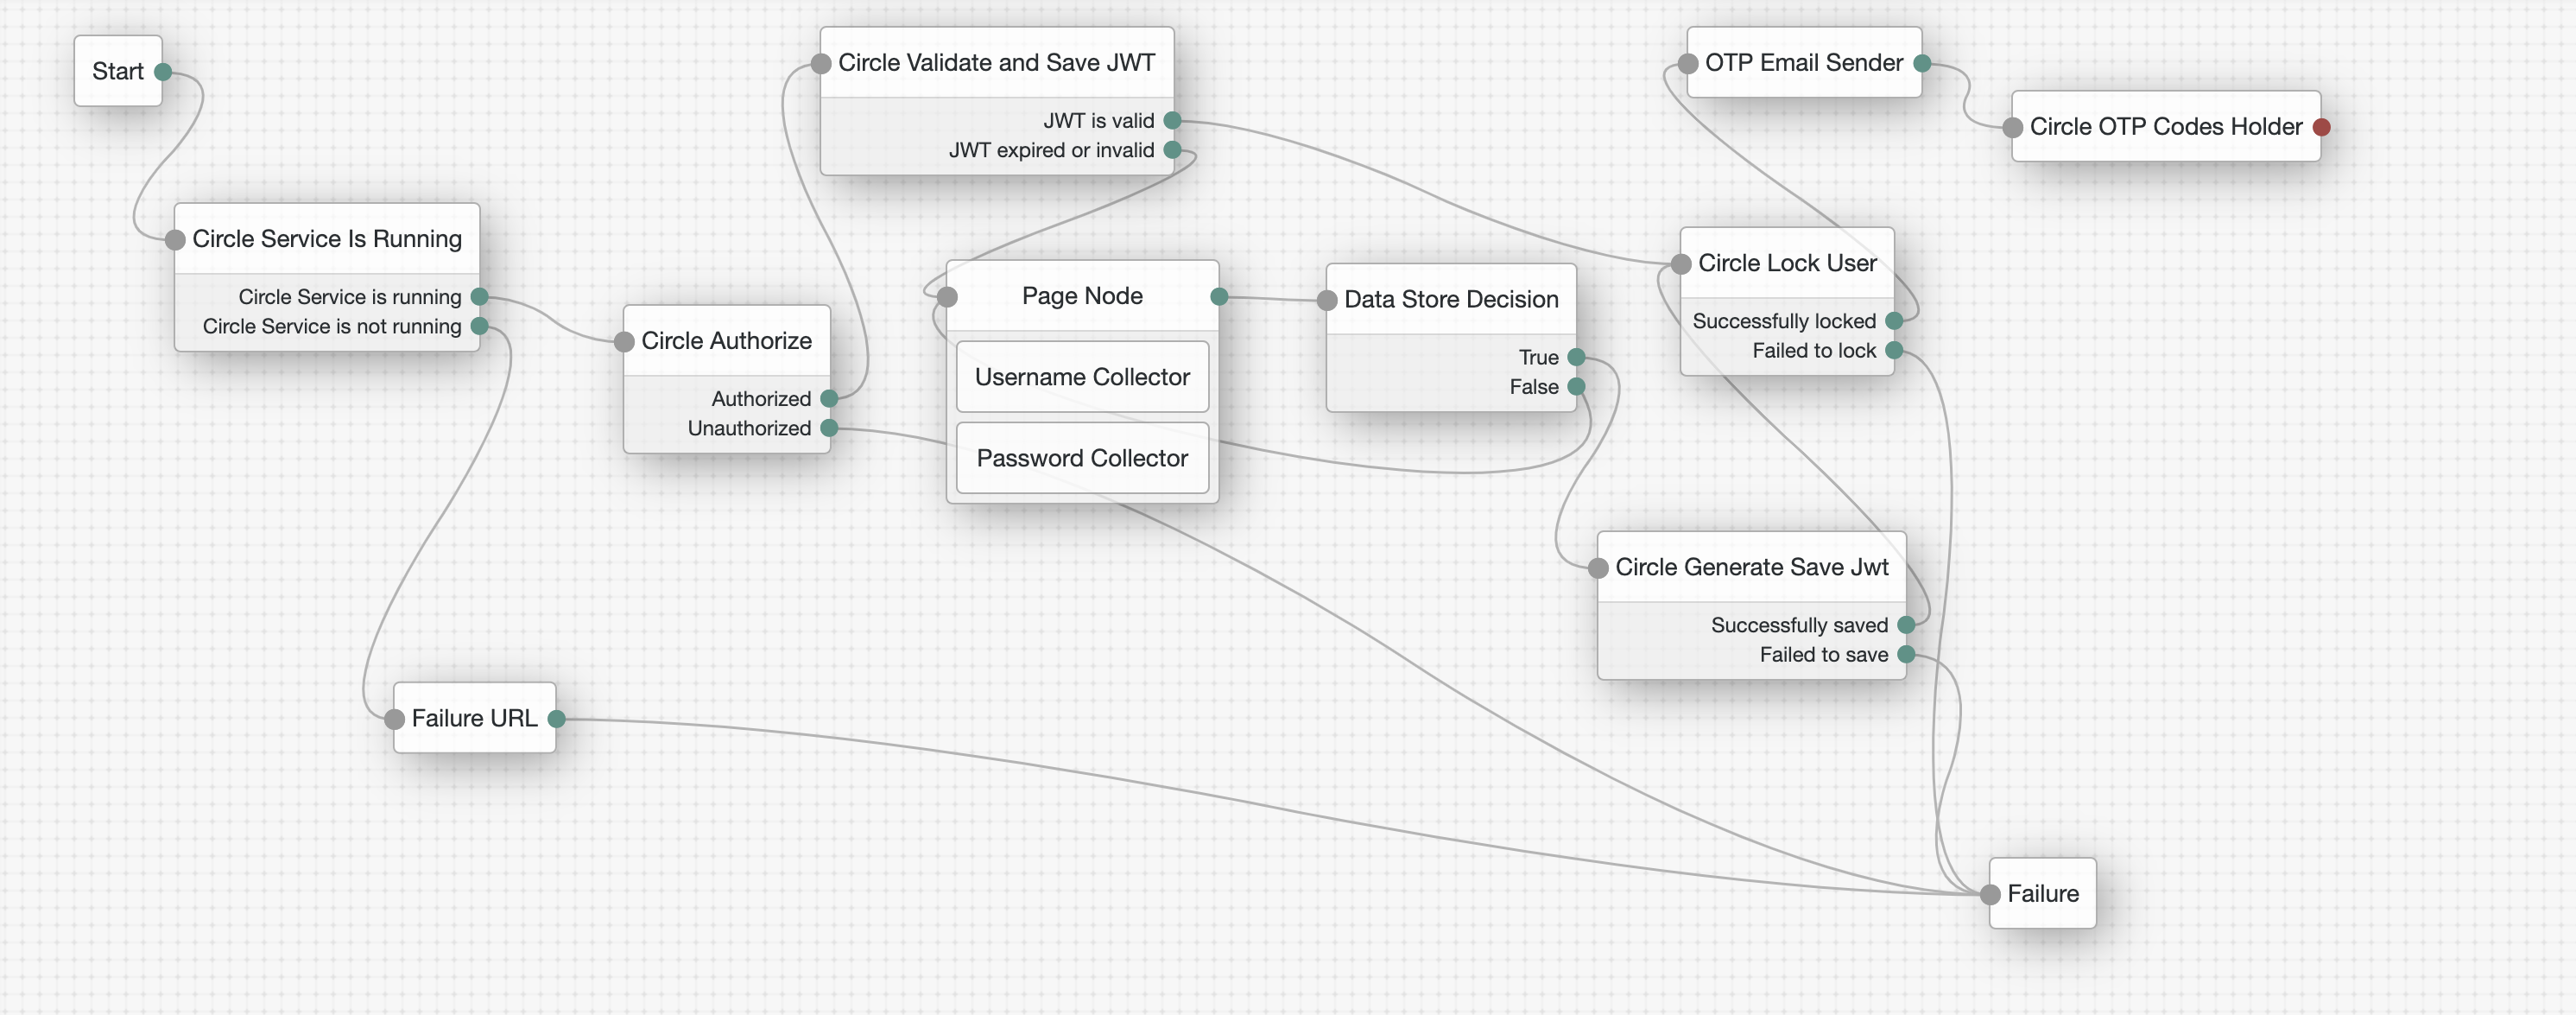 Start
Circle Service Is Running
Circle Service is running
Circle Service is not running
Failure URL
Circle Authorize
Authorized
Unauthorized
Circle Validate and Save JWT
JWT is valid
JWT expired or invalid
Page Node
Username Collector
Password Collector
Data Store Decision
True
False
Circle Generate Save Jwt
Successfully saved
Failed to save
Circle Lock User
Successfully locked
Failed to lock
OTP Email Sender
Circle OTP Codes Holder
Failure